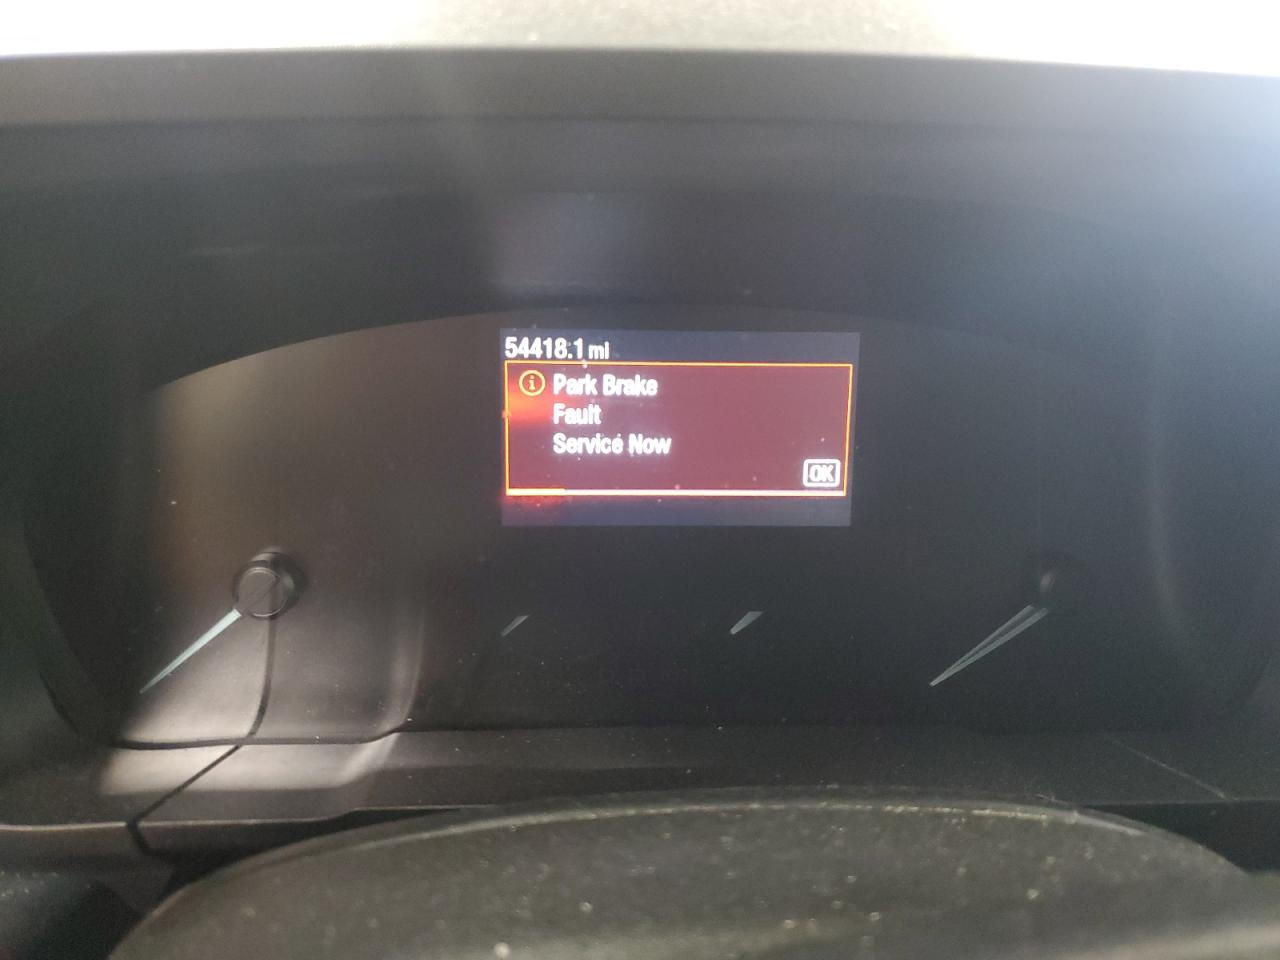 54418.1 mi
Park Brake
Fault
Service Now
OK